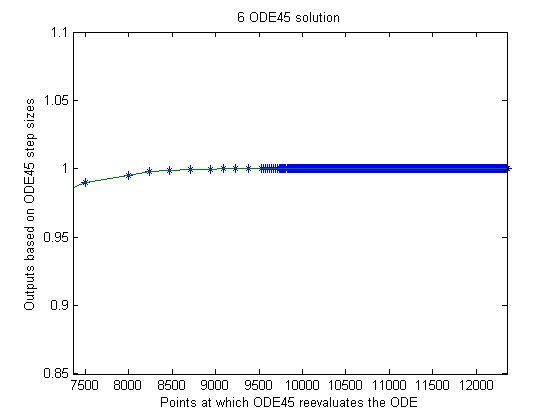 6 ODE45 solution
1.1
1.05
1
0.95
0.9
0.85
Outputs based on ODE45 step sizes
7500 8000 8500 9000 9500 10000 10500 11000 11500 12000
Points at which ODE45 reevaluates the ODE